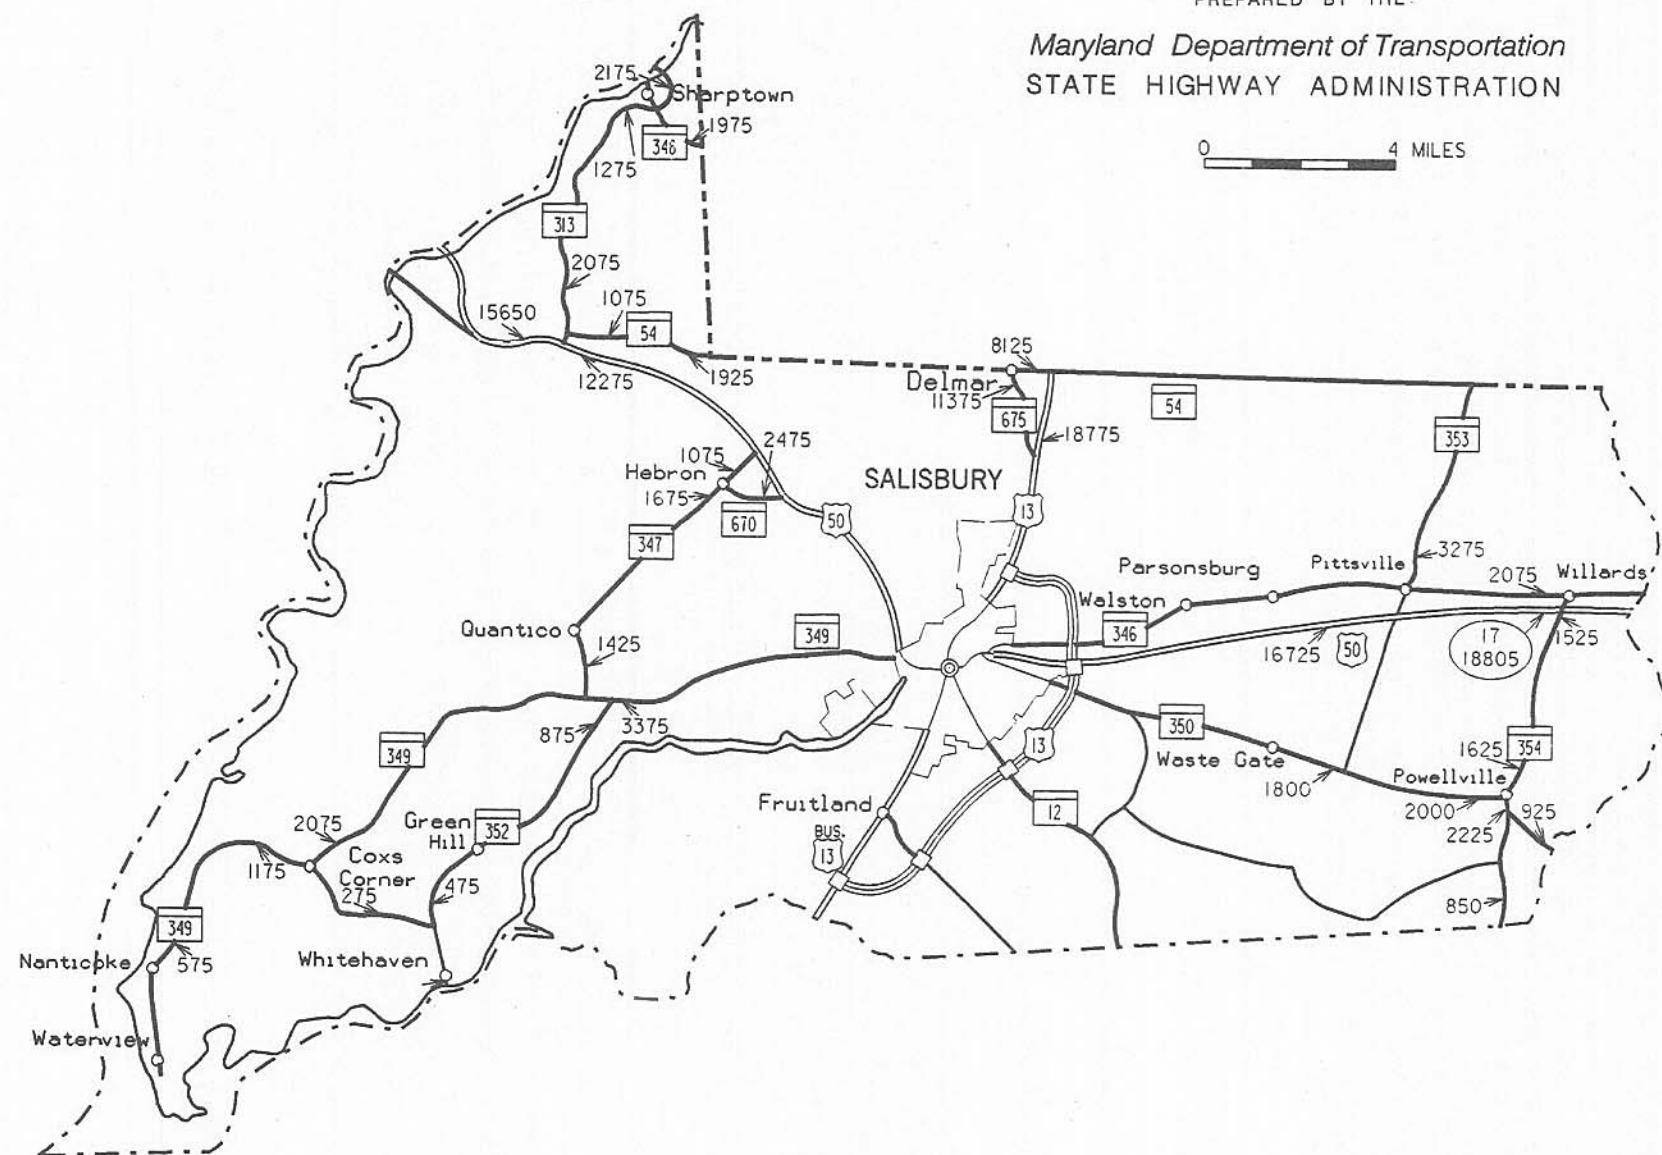 PREPARED BY THE:
Maryland Department of Transportation
STATE HIGHWAY ADMINISTRATION
0 4 MILES
2175
Sharptown
1975
348
1275
313
2075
1075
15650
54
12275
1925
8125
Delmar
11375
675
54
18775
353
2475
1075
Hebron
1675
670
SALISBURY
13
50
347
3275
Parsonsburg
Pittsville
2075
Willards
Walston
Quantico
349
346
1425
16725
50
17
18805
1525
875
3375
349
350
13
Waste Gate
1625
354
1800
Powellville
2000
925
2225
Fruitland
12
BUS.
13
2075
Green
Hill
352
1175
Coxs
Corner
275
475
850
349
Nanticoke
575
Whitehaven
Waterview